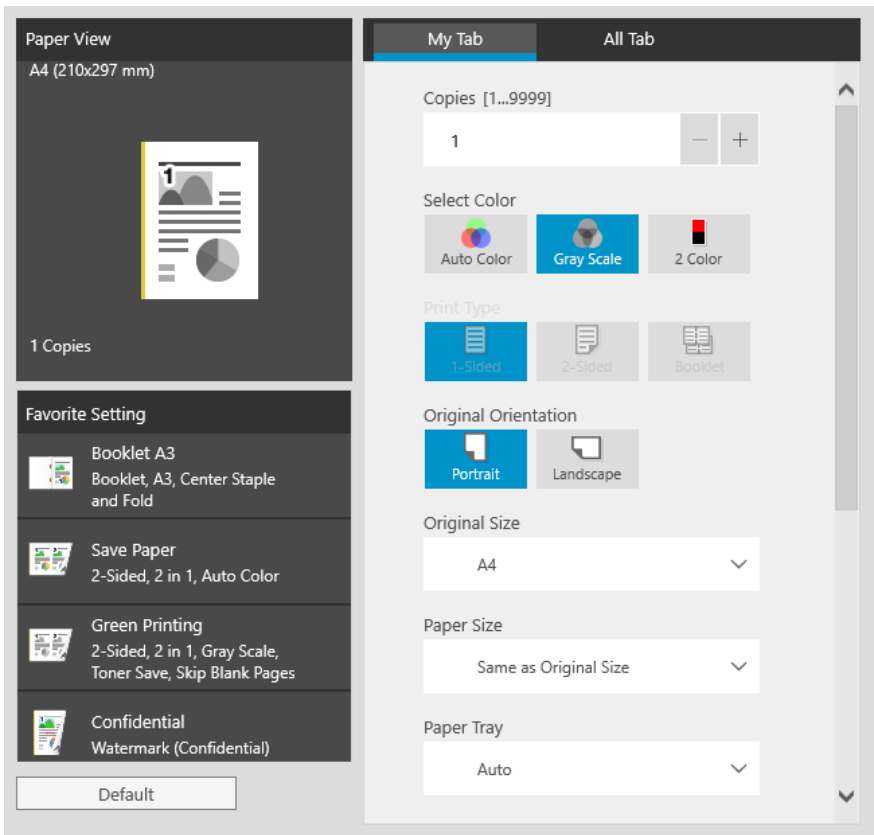 Paper View
A4 (210x297 mm)
1
1 Copies
Favorite Setting
Booklet A3
Booklet, A3, Center Staple
and Fold
Save Paper
2-Sided, 2 in 1, Auto Color
Green Printing
2-Sided, 2 in 1, Gray Scale,
Toner Save, Skip Blank Pages
Confidential
Watermark (Confidential)
Default
My Tab All Tab
Copies [1...9999]
1 − +
Select Color
Auto Color Gray Scale 2 Color
Print Type
1-Sided 2-Sided Booklet
Original Orientation
Portrait Landscape
Original Size
A4
Paper Size
Same as Original Size
Paper Tray
Auto